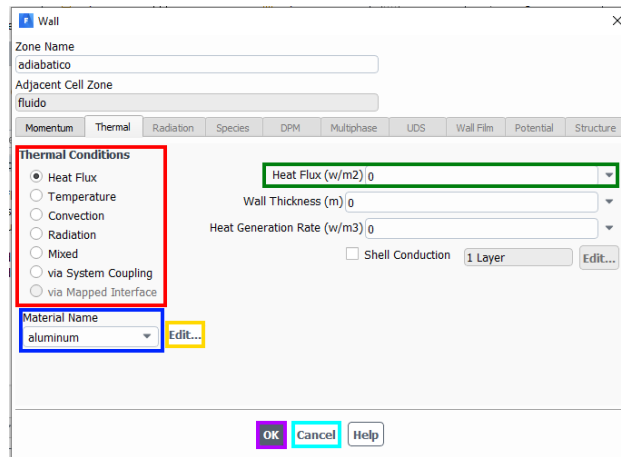 Wall
Zone Name
adiabatico
Adjacent Cell Zone
fluido
Momentum Thermal Radiation Species DPM Multiphase UDS Wall Film Potential Structure
Thermal Conditions
Heat Flux
Temperature
Convection
Radiation
Mixed
via System Coupling
via Mapped Interface
Heat Flux (w/m2) 0
Wall Thickness (m) 0
Heat Generation Rate (w/m3) 0
Shell Conduction 1 Layer Edit...
Material Name
aluminum Edit...
OK Cancel Help